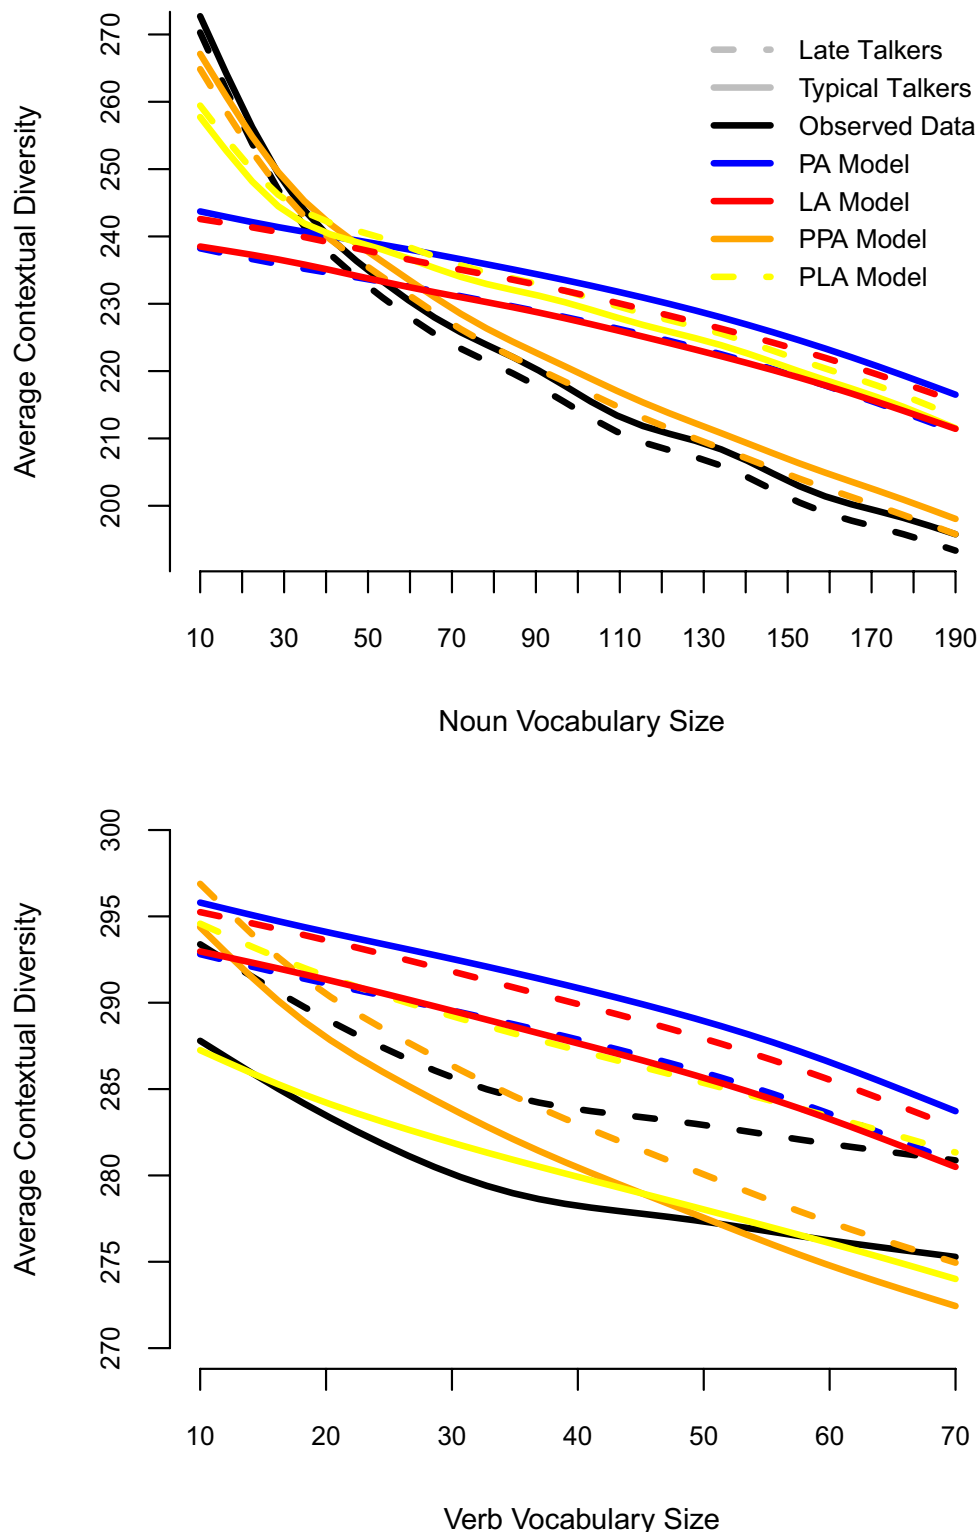 Average Contextual Diversity
270
260
250
240
230
220
210
200
Late Talkers
Typical Talkers
Observed Data
PA Model
LA Model
PPA Model
PLA Model
10 30 50 70 90 110 130 150 170 190
Noun Vocabulary Size
Average Contextual Diversity
300
295
290
285
280
275
270
10 20 30 40 50 60 70
Verb Vocabulary Size